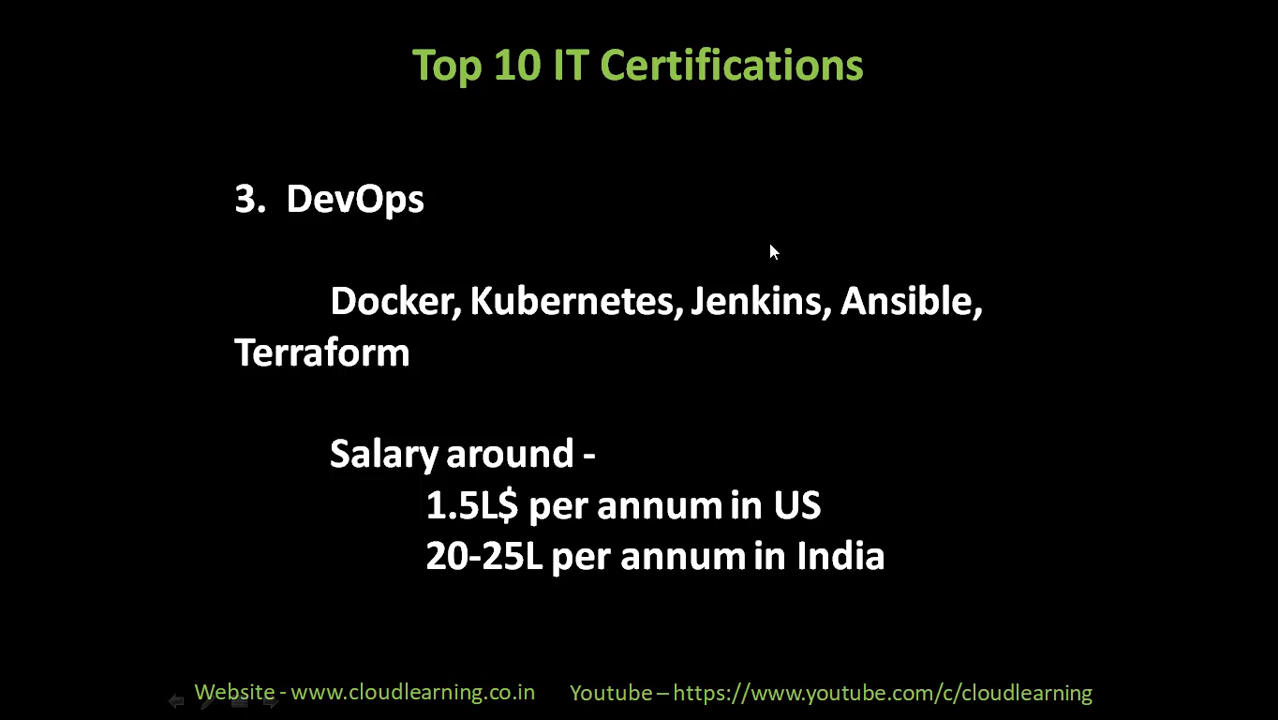 Top 10 IT Certifications
3. DevOps
Docker, Kubernetes, Jenkins, Ansible,
Terraform
Salary around -
1.5L$ per annum in US
20-25L per annum in India
Website - www.cloudlearning.co.in Youtube – https://www.youtube.com/c/cloudlearning